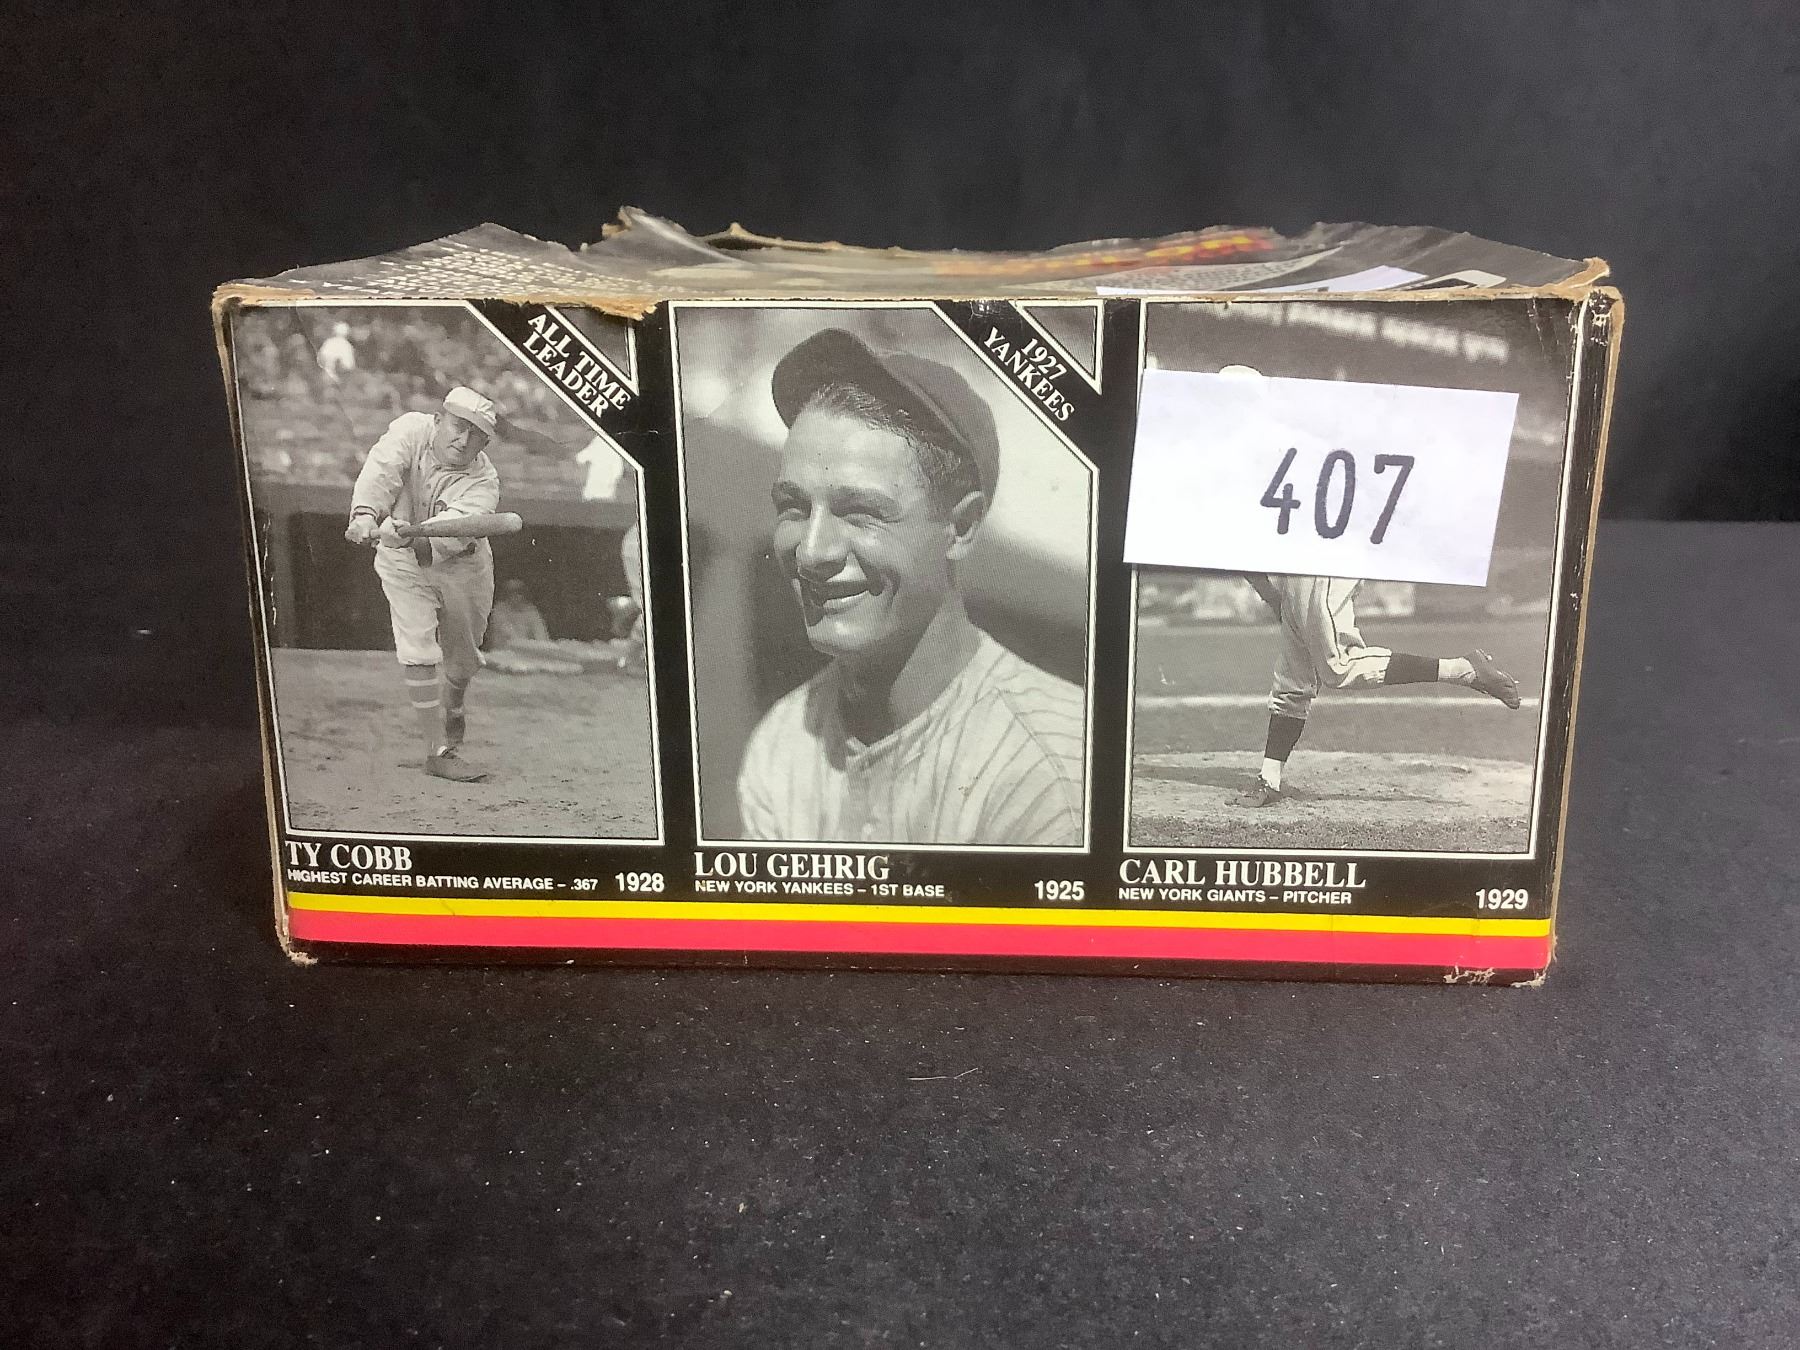 ALL TIME
LEADER
1927
YANKEES
407
TY COBB
HIGHEST CAREER BATTING AVERAGE – .367 1928
LOU GEHRIG
NEW YORK YANKEES – 1ST BASE 1925
CARL HUBBELL
NEW YORK GIANTS – PITCHER 1929